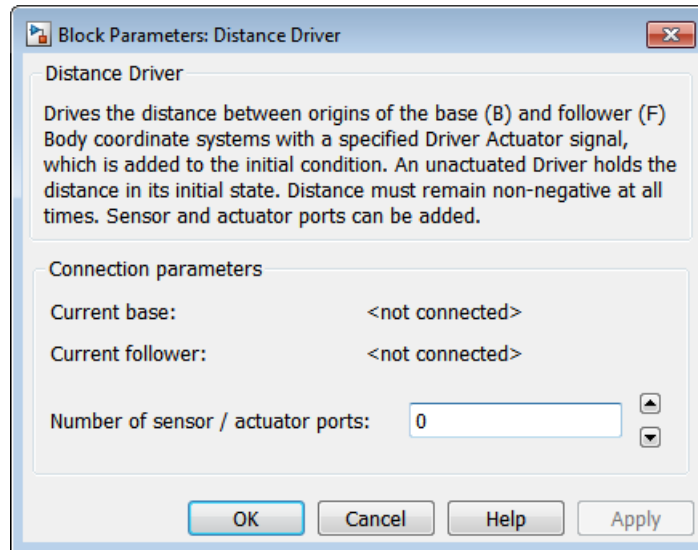 Block Parameters: Distance Driver
Distance Driver
Drives the distance between origins of the base (B) and follower (F)
Body coordinate systems with a specified Driver Actuator signal,
which is added to the initial condition. An unactuated Driver holds the
distance in its initial state. Distance must remain non-negative at all
times. Sensor and actuator ports can be added.
Connection parameters
Current base: <not connected>
Current follower: <not connected>
Number of sensor / actuator ports: 0
OK Cancel Help Apply